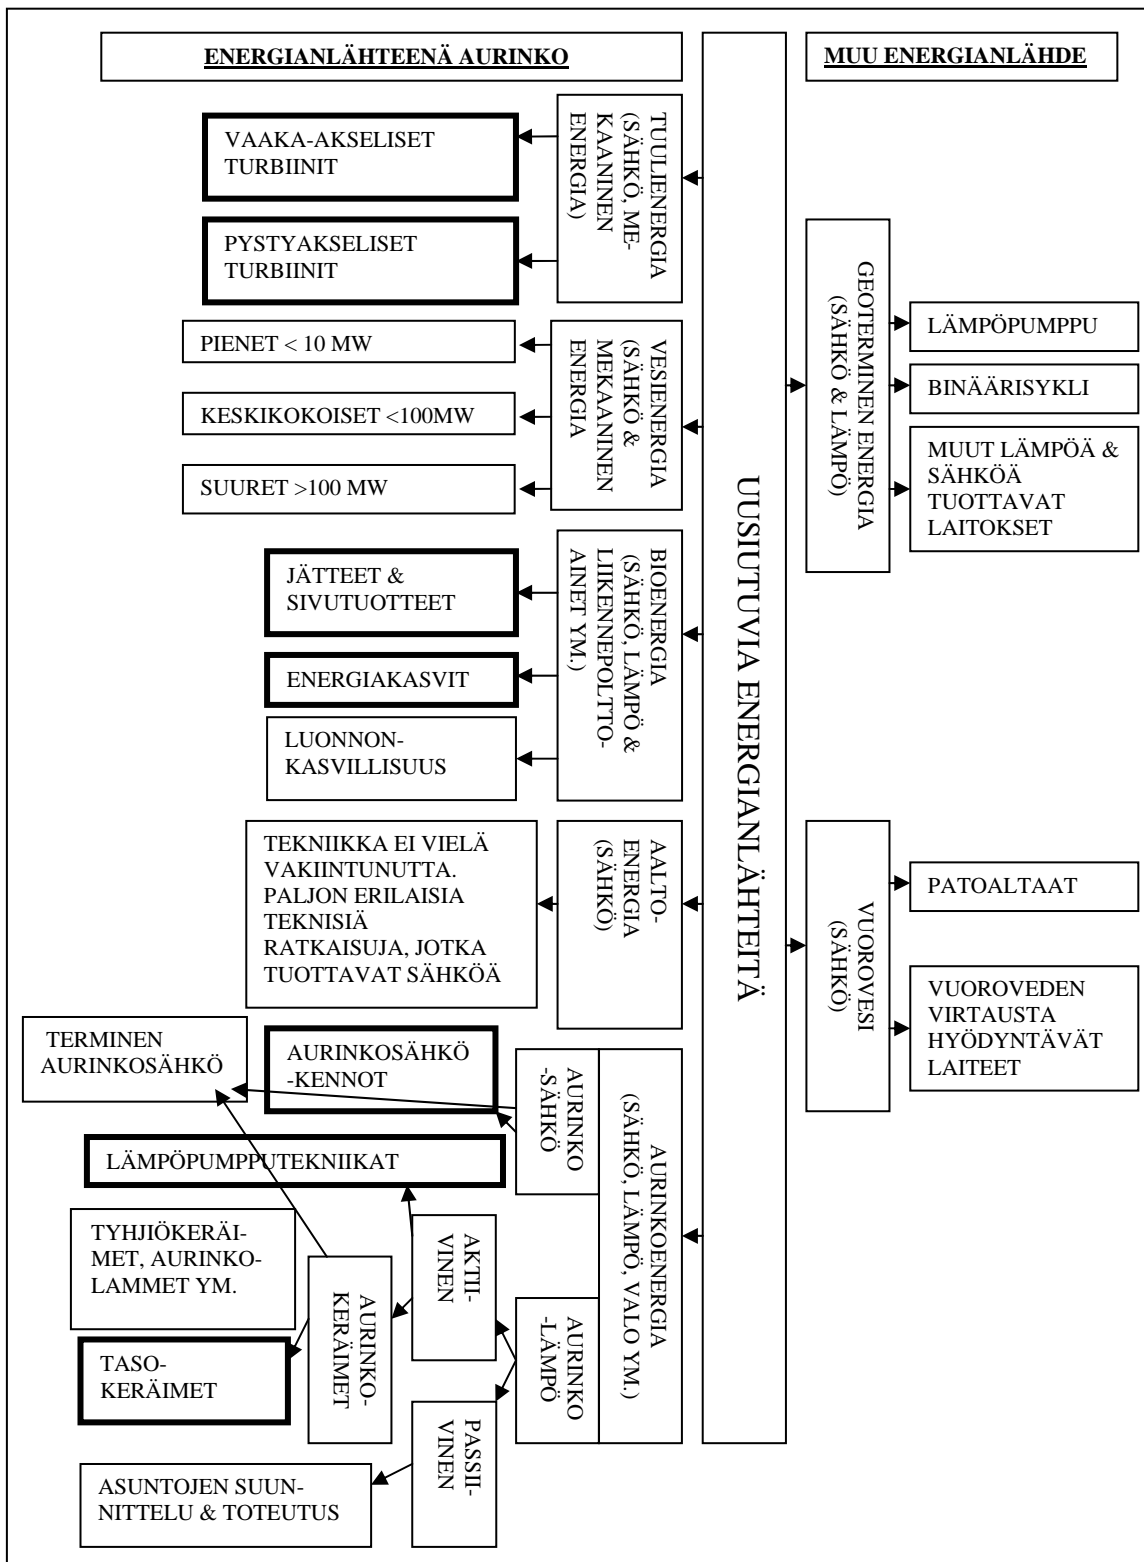 ENERGIANLÄHTEENÄ AURINKO
MUU ENERGIANLÄHDE
UUSIUTUVIA ENERGIANLÄHTEITÄ
TUULIENERGIA
(SÄHKÖ, ME-
KAANINEN
ENERGIA)
VAAKA-AKSELISET
TURBIINIT
PYSTYAKSELISET
TURBIINIT
VESIENERGIA
(SÄHKÖ &
MEKAANINEN
ENERGIA
PIENET < 10 MW
KESKIKOKOISET <100MW
SUURET >100 MW
BIOENERGIA
(SÄHKÖ, LÄMPÖ &
LIIKENNEPOLTTO-
AINET YM.)
JÄTTEET &
SIVUTUOTTEET
ENERGIAKASVIT
LUONNON-
KASVILLISUUS
AALTO-
ENERGIA
(SÄHKÖ)
TEKNIIKKA EI VIELÄ
VAKIINTUNUTTA.
PALJON ERILAISIA
TEKNISIÄ
RATKAISUJA, JOTKA
TUOTTAVAT SÄHKÖÄ
AURINKOENERGIA
(SÄHKÖ, LÄMPÖ, VALO YM.)
AURINKO
-SÄHKÖ
TERMINEN
AURINKOSÄHKÖ
AURINKOSÄHKÖ
-KENNOT
AURINKO
-LÄMPÖ
AKTII-
VINEN
LÄMPÖPUMPPUTEKNIIKAT
AURINKO-
KERÄIMET
TYHJIÖKERÄI-
MET, AURINKO-
LAMMET YM.
TASO-
KERÄIMET
PASSII-
VINEN
ASUNTOJEN SUUN-
NITTELU & TOTEUTUS
GEOTERMINEN ENERGIA
(SÄHKÖ & LÄMPÖ)
LÄMPÖPUMPPU
BINÄÄRISYKLI
MUUT LÄMPÖÄ &
SÄHKÖÄ
TUOTTAVAT
LAITOKSET
VUOROVESI
(SÄHKÖ)
PATOALTAAT
VUOROVEDEN
VIRTAUSTA
HYÖDYNTÄVÄT
LAITEET